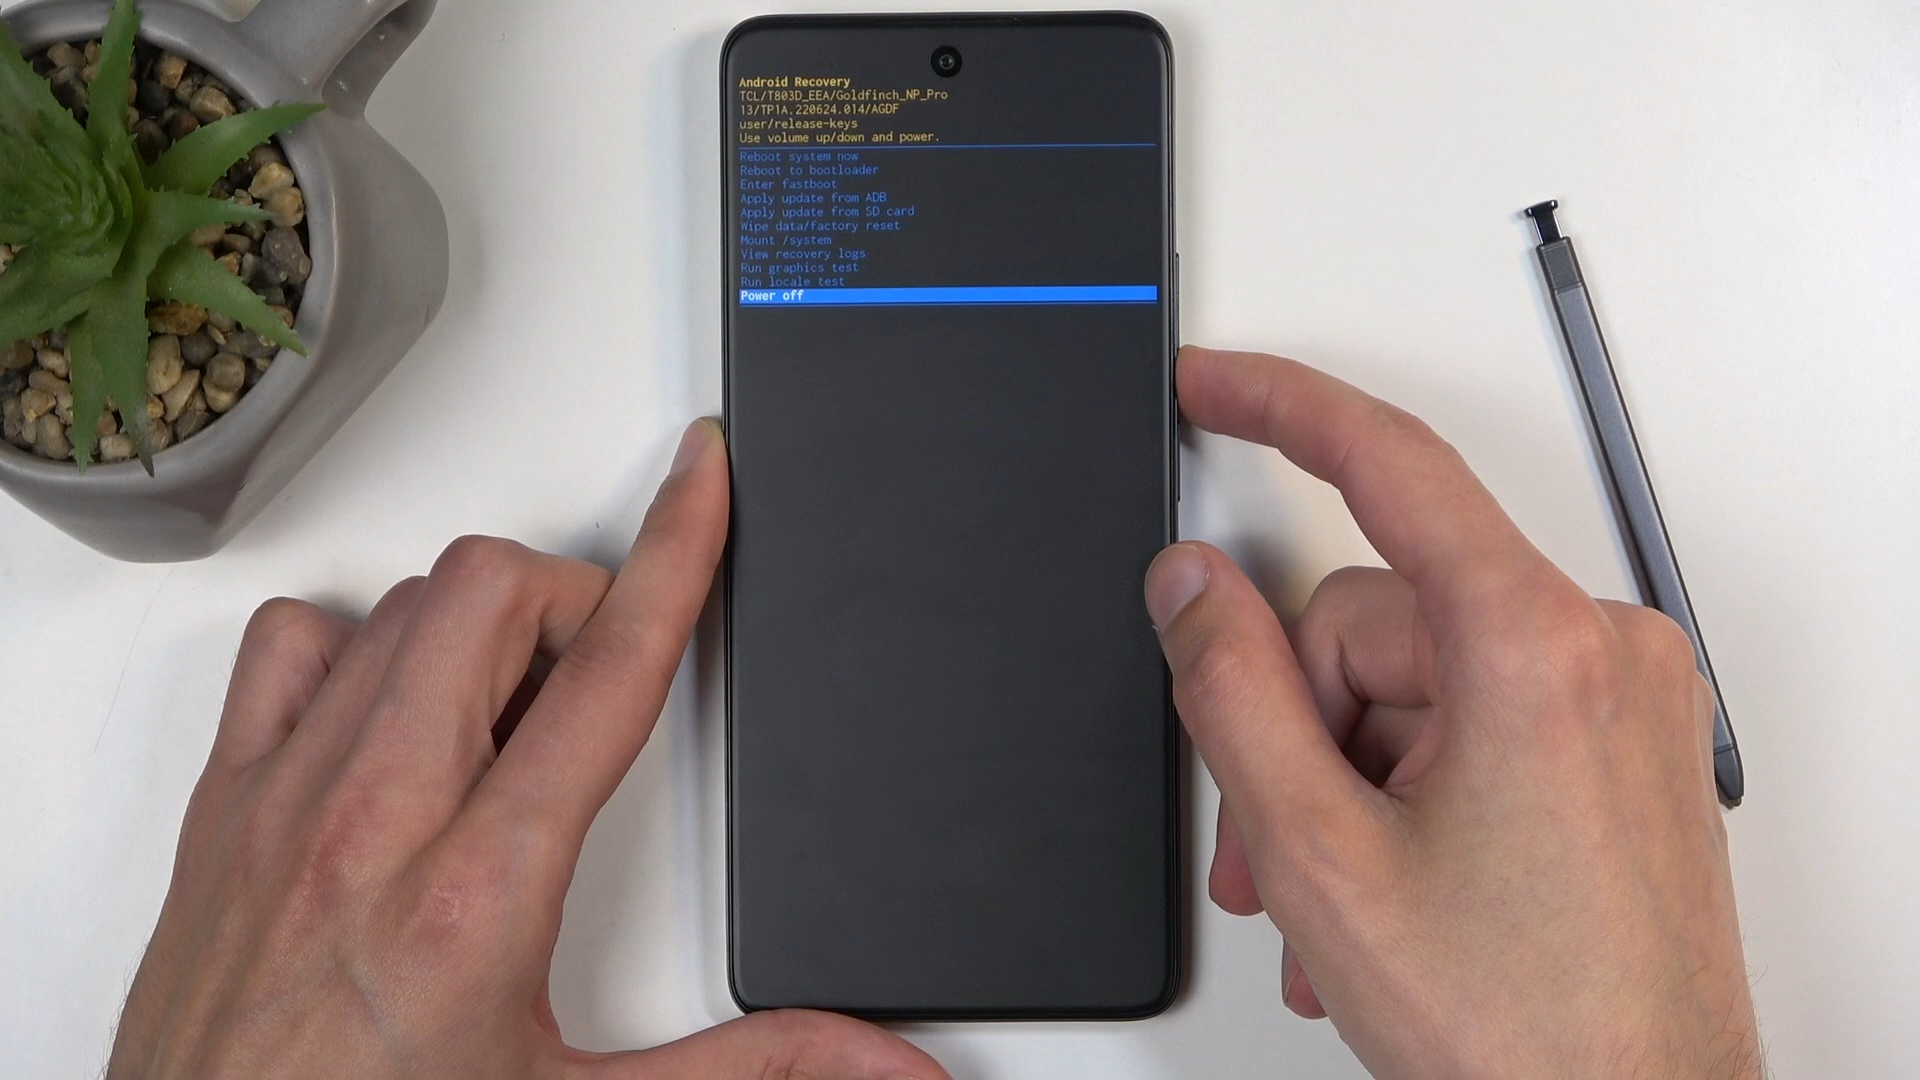 Android Recovery
TCL/T803D_EEA/Goldfinch_NP_Pro
13/TP1A.220624.014/AGDF
user/release-keys
Use volume up/down and power.
Reboot system now
Reboot to bootloader
Enter fastboot
Apply update from ADB
Apply update from SD card
Wipe data/factory reset
Mount /system
View recovery logs
Run graphics test
Run locale test
Power off